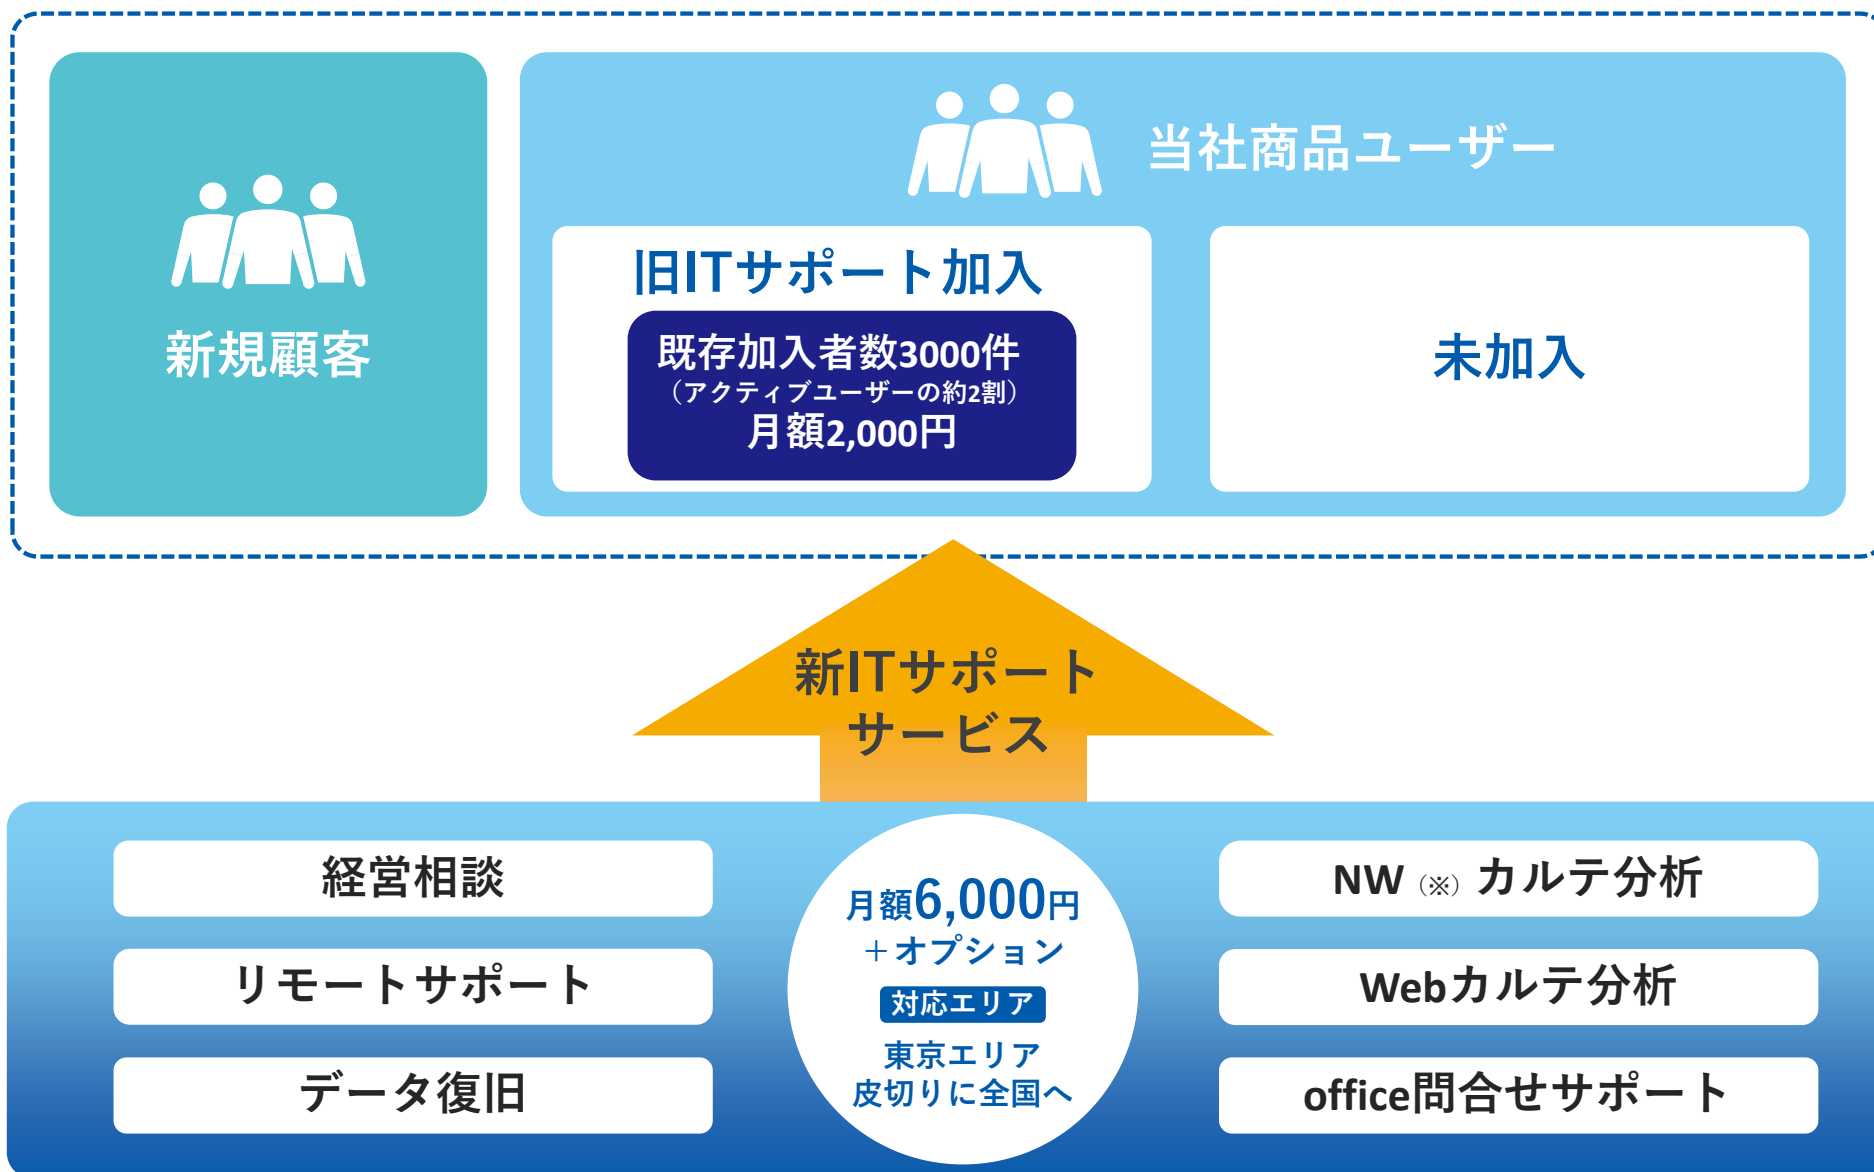 新規顧客
当社商品ユーザー
旧ITサポート加入
既存加入者数3000件
（アクティブユーザーの約2割）
月額2,000円
未加入
新ITサポート
サービス
経営相談
リモートサポート
データ復旧
月額6,000円
＋オプション
対応エリア
東京エリア
皮切りに全国へ
NW（※）カルテ分析
Webカルテ分析
office問合せサポート